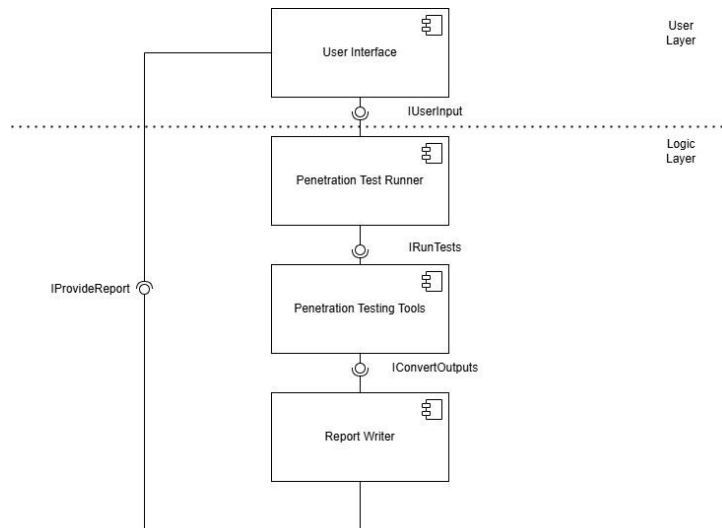 User Interface
User
Layer
IUserInput
Logic
Layer
Penetration Test Runner
IRunTests
IProvideReport
Penetration Testing Tools
IConvertOutputs
Report Writer